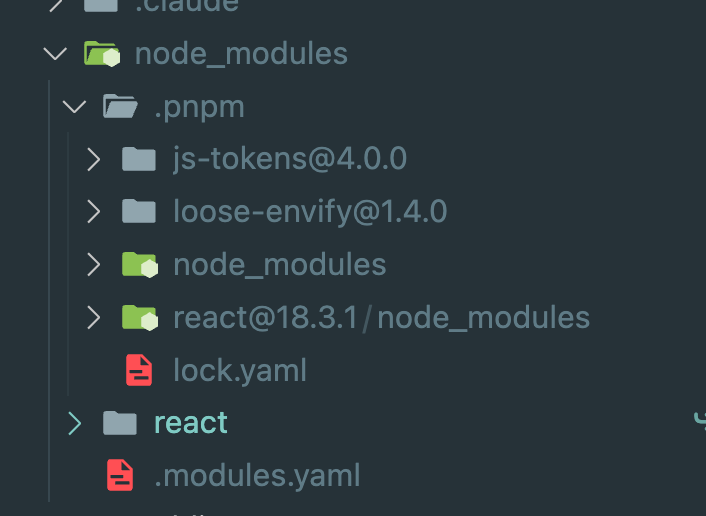 .claude
node_modules
.pnpm
js-tokens@4.0.0
loose-envify@1.4.0
node_modules
react@18.3.1/node_modules
lock.yaml
react
.modules.yaml